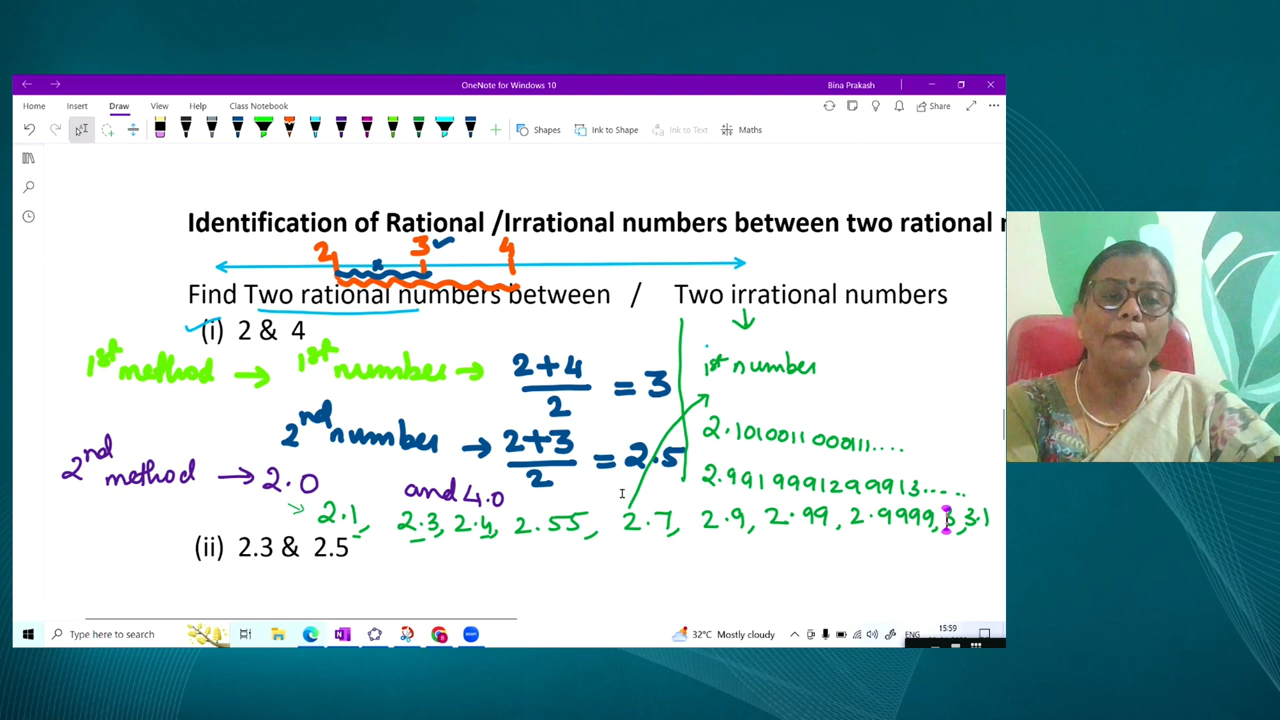 OneNote for Windows 10
Bina Prakash
Home Insert Draw View Help Class Notebook
Share
Shapes Ink to Shape Ink to Text Maths
Identification of Rational /Irrational numbers between two rational
2 3 4
Find Two rational numbers between / Two irrational numbers
(i) 2 & 4
1st method → 1st number → 2+4/2 = 3
1st number
2nd number → 2+3/2 = 2.5
2.1010011000111....
2nd method → 2.0 and 4.0
2.99199991299913.....
2.1, 2.3, 2.4, 2.55, 2.7, 2.9, 2.99, 2.9999, 3, 3.1
(ii) 2.3 & 2.5
Type here to search
32°C Mostly cloudy
ENG
15:59